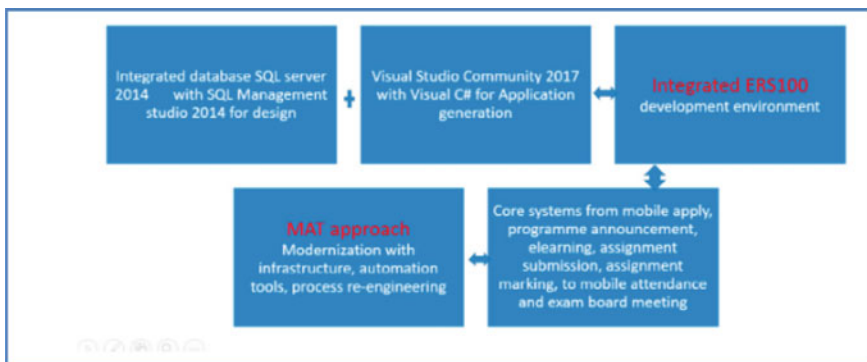 Integrated database SQL server
2014 with SQL Management
studio 2014 for design
+
Visual Studio Community 2017
with Visual C# for Application
generation
Integrated ERS100
development environment
MAT approach
Modernization with
infrastructure, automation
tools, process re-engineering
Core systems from mobile apply,
programme announcement,
elearning, assignment
submission, assignment
marking, to mobile attendance
and exam board meeting